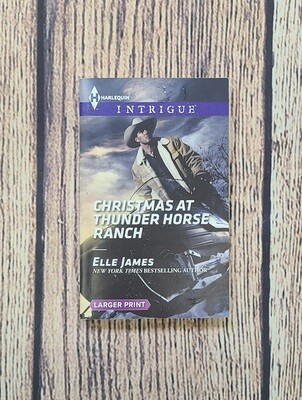 HARLEQUIN
INTRIGUE
CHRISTMAS AT
THUNDER HORSE
RANCH
ELLE JAMES
NEW YORK TIMES BESTSELLING AUTHOR
LARGER PRINT